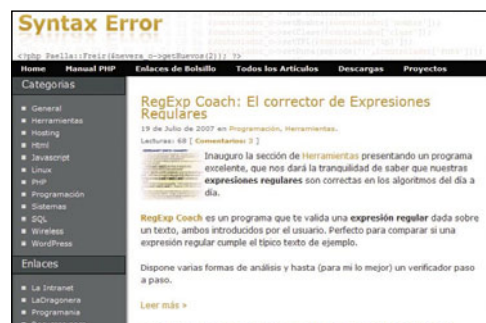 Syntax Error
<?php Paella::Freir($nevera_o->getHuevos(2)); ?>
Home Manual PHP Enlaces de Bolsillo Todos los Artículos Descargas Proyectos
Categorias
General
Herramientas
Hosting
Html
Javascript
Linux
PHP
Programación
Sistemas
SQL
Wireless
WordPress
Enlaces
La Intranet
LaDragonera
Programania
RegExp Coach: El corrector de Expresiones
Regulares
19 de Julio de 2007 en Programación, Herramientas.
Lecturas: 68 [ Comentarios: 3 ]
Inauguro la sección de Herramientas presentando un programa
excelente, que nos dará la tranquilidad de saber que nuestras
expresiones regulares son correctas en los algoritmos del día a
día.
RegExp Coach es un programa que te valida una expresión regular dada sobre
un texto, ambos introducidos por el usuario. Perfecto para comparar si una
expresión regular cumple el típico texto de ejemplo.
Dispone varias formas de análisis y hasta (para mi lo mejor) un verificador paso
a paso.
Leer más »